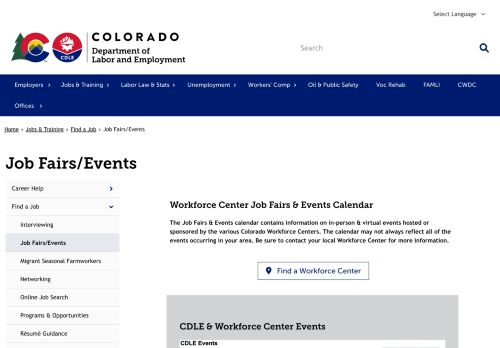 Select Language
COLORADO
Department of
Labor and Employment
CDLE
Search
Employers
Jobs & Training
Labor Law & Stats
Unemployment
Workers' Comp
Oil & Public Safety
Voc Rehab
FAMLI
CWDC
Offices
Home › Jobs & Training › Find a Job › Job Fairs/Events
Job Fairs/Events
Career Help
Find a Job
Interviewing
Job Fairs/Events
Migrant Seasonal Farmworkers
Networking
Online Job Search
Programs & Opportunities
Résumé Guidance
Workforce Center Job Fairs & Events Calendar
The Job Fairs & Events calendar contains information on in-person & virtual events hosted or
sponsored by the various Colorado Workforce Centers. The calendar may not always reflect all of the
events occurring in your area. Be sure to contact your local Workforce Center for more information.
Find a Workforce Center
CDLE & Workforce Center Events
CDLE Events